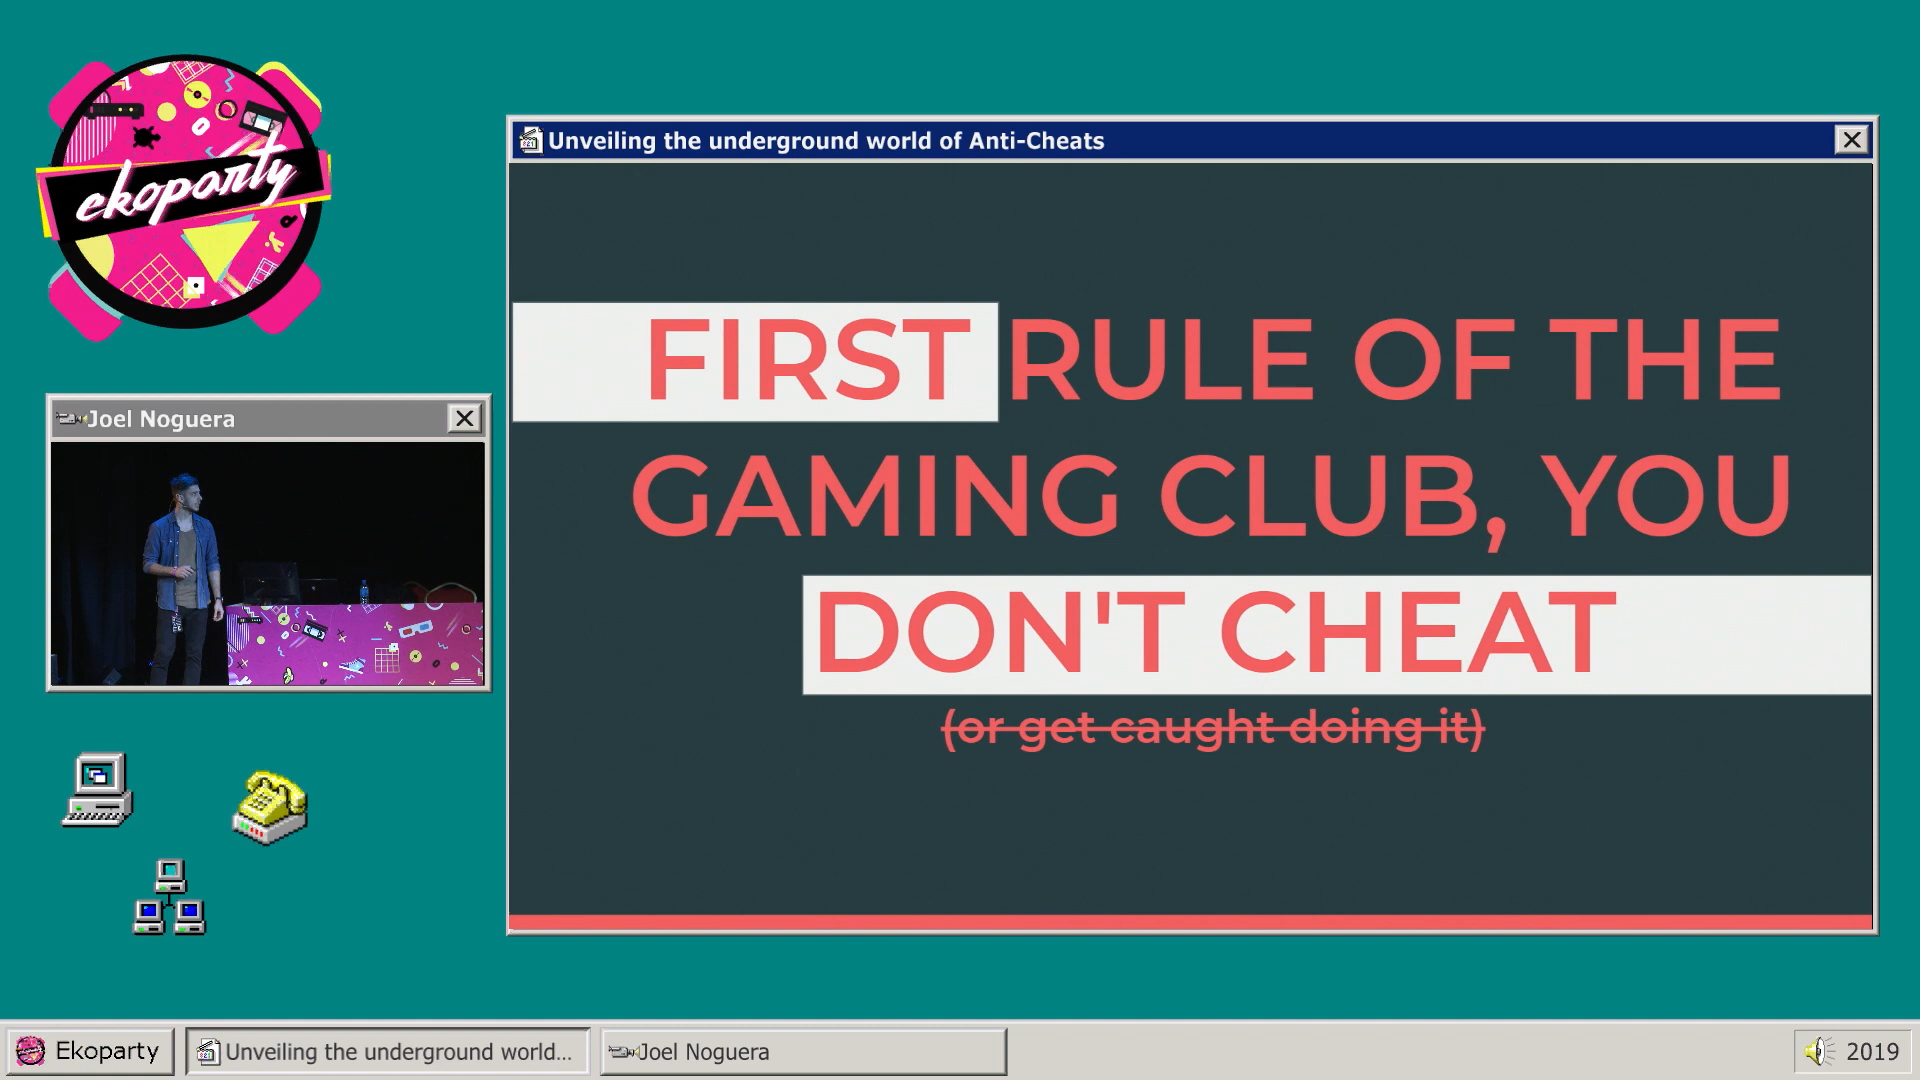 ekoparty
Unveiling the underground world of Anti-Cheats
FIRST RULE OF THE
GAMING CLUB, YOU
DON'T CHEAT
(or get caught doing it)
Joel Noguera
Ekoparty
Unveiling the underground world...
Joel Noguera
2019